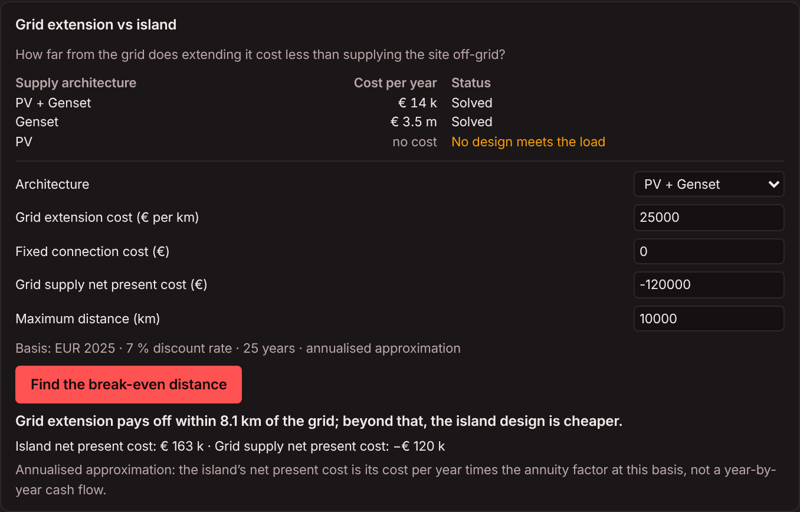 Grid extension vs island
How far from the grid does extending it cost less than supplying the site off-grid?
Supply architecture Cost per year Status
PV + Genset € 14 k Solved
Genset € 3.5 m Solved
PV no cost No design meets the load
Architecture PV + Genset
Grid extension cost (€ per km) 25000
Fixed connection cost (€) 0
Grid supply net present cost (€) -120000
Maximum distance (km) 10000
Basis: EUR 2025 · 7 % discount rate · 25 years · annualised approximation
Find the break-even distance
Grid extension pays off within 8.1 km of the grid; beyond that, the island design is cheaper.
Island net present cost: € 163 k · Grid supply net present cost: −€ 120 k
Annualised approximation: the island’s net present cost is its cost per year times the annuity factor at this basis, not a year-by-
year cash flow.